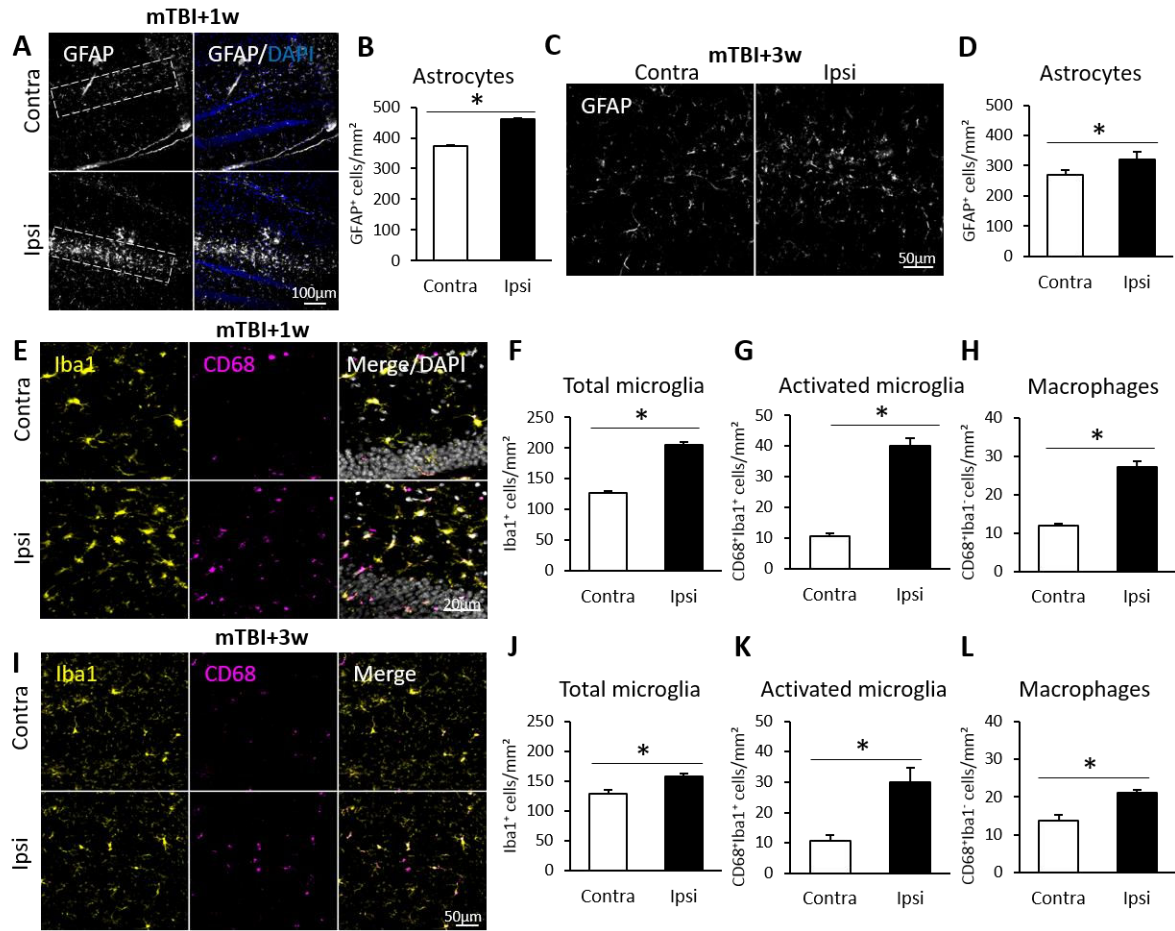 mTBI+1w
A
GFAP
GFAP/DAPI
Contra
Ipsi
100µm
B
Astrocytes
*
GFAP⁺ cells/mm²
500
400
300
200
100
0
Contra
Ipsi
C
mTBI+3w
Contra
Ipsi
GFAP
50µm
D
Astrocytes
*
GFAP⁺ cells/mm²
500
400
300
200
100
0
Contra
Ipsi
mTBI+1w
E
Iba1
CD68
Merge/DAPI
Contra
Ipsi
20µm
F
Total microglia
*
Iba1⁺ cells/mm²
250
200
150
100
50
0
Contra
Ipsi
G
Activated microglia
*
CD68⁺Iba1⁺ cells/mm²
50
40
30
20
10
0
Contra
Ipsi
H
Macrophages
*
CD68⁺Iba1⁻ cells/mm²
40
30
20
10
0
Contra
Ipsi
mTBI+3w
I
Iba1
CD68
Merge
Contra
Ipsi
50µm
J
Total microglia
*
Iba1⁺ cells/mm²
250
200
150
100
50
0
Contra
Ipsi
K
Activated microglia
*
CD68⁺Iba1⁺ cells/mm²
50
40
30
20
10
0
Contra
Ipsi
L
Macrophages
*
CD68⁺Iba1⁻ cells/mm²
40
30
20
10
0
Contra
Ipsi